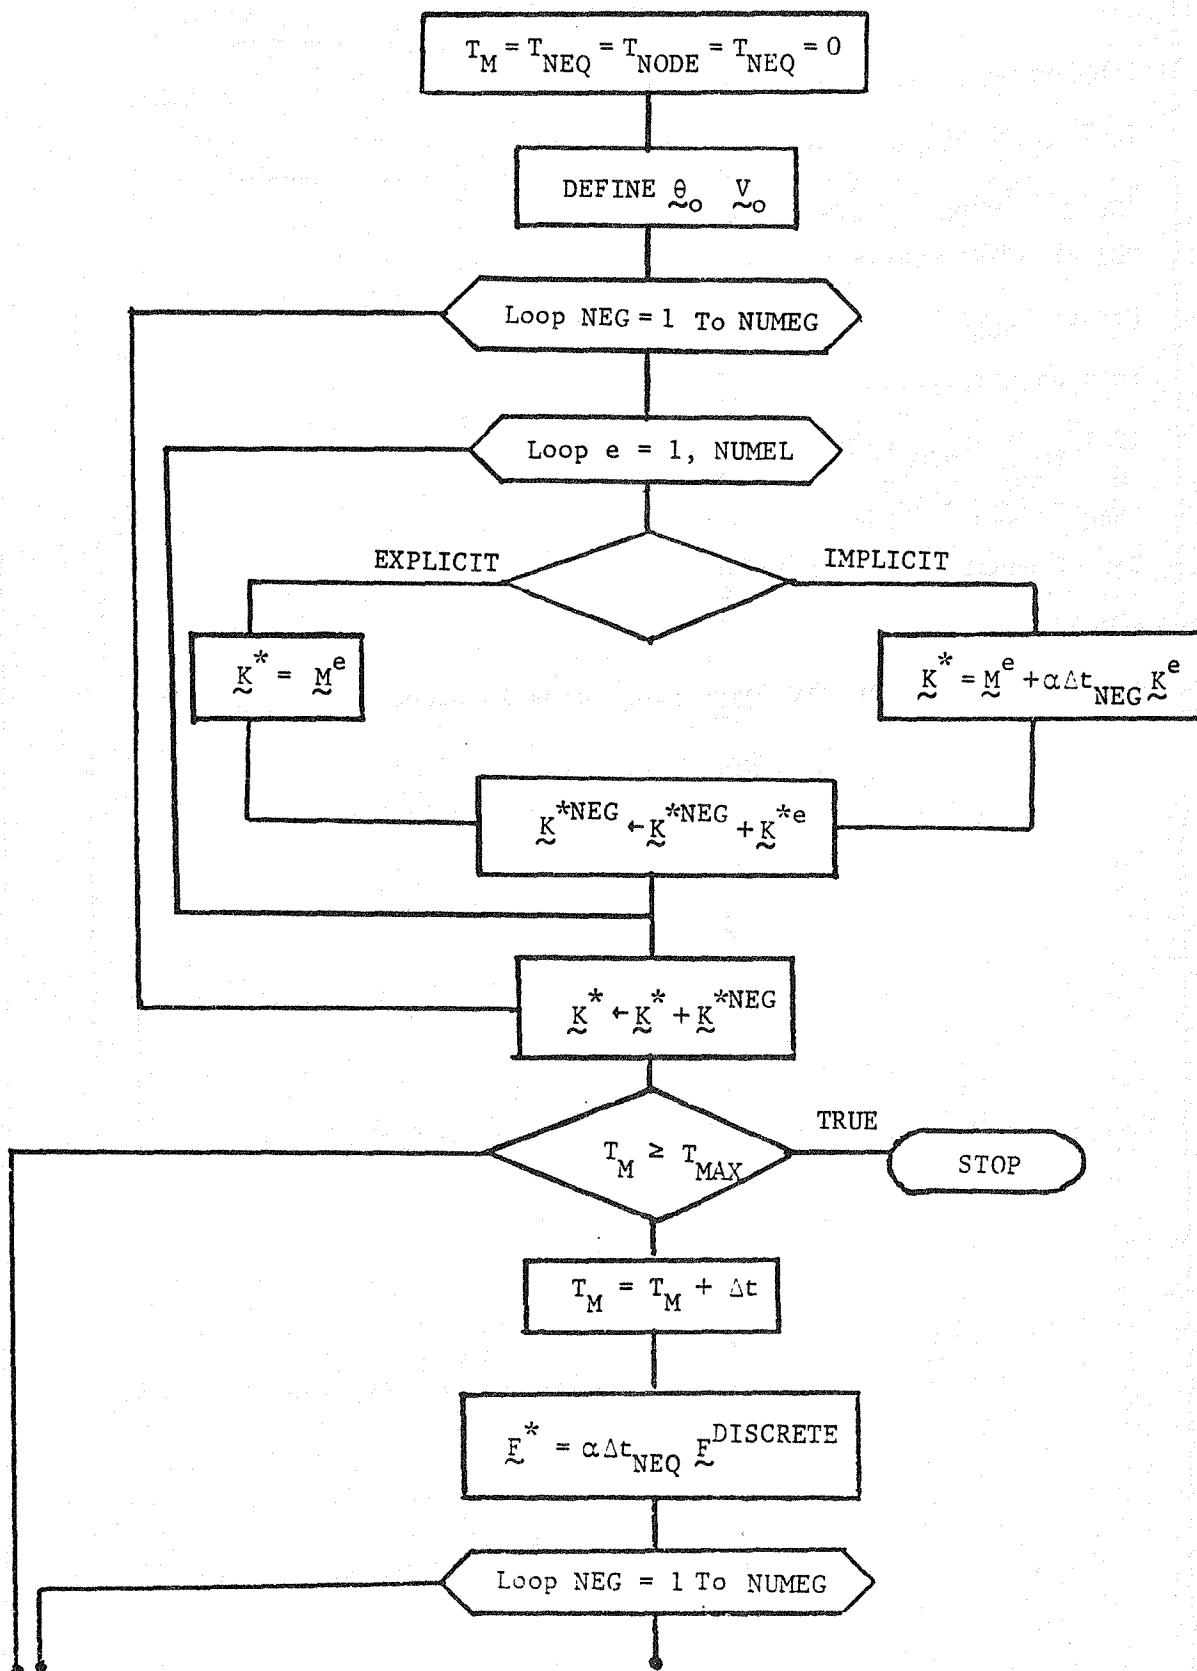 T_M = T_NEQ = T_NODE = T_NEQ = 0
DEFINE θ_o V_o
Loop NEG = 1 To NUMEG
Loop e = 1, NUMEL
EXPLICIT
IMPLICIT
K^* = M^e
K^* = M^e + αΔt_NEG K^e
K^*NEG ← K^*NEG + K^*e
K^* ← K^* + K^*NEG
TRUE
T_M ≥ T_MAX
STOP
T_M = T_M + Δt
F^* = αΔt_NEQ F^DISCRETE
Loop NEG = 1 To NUMEG